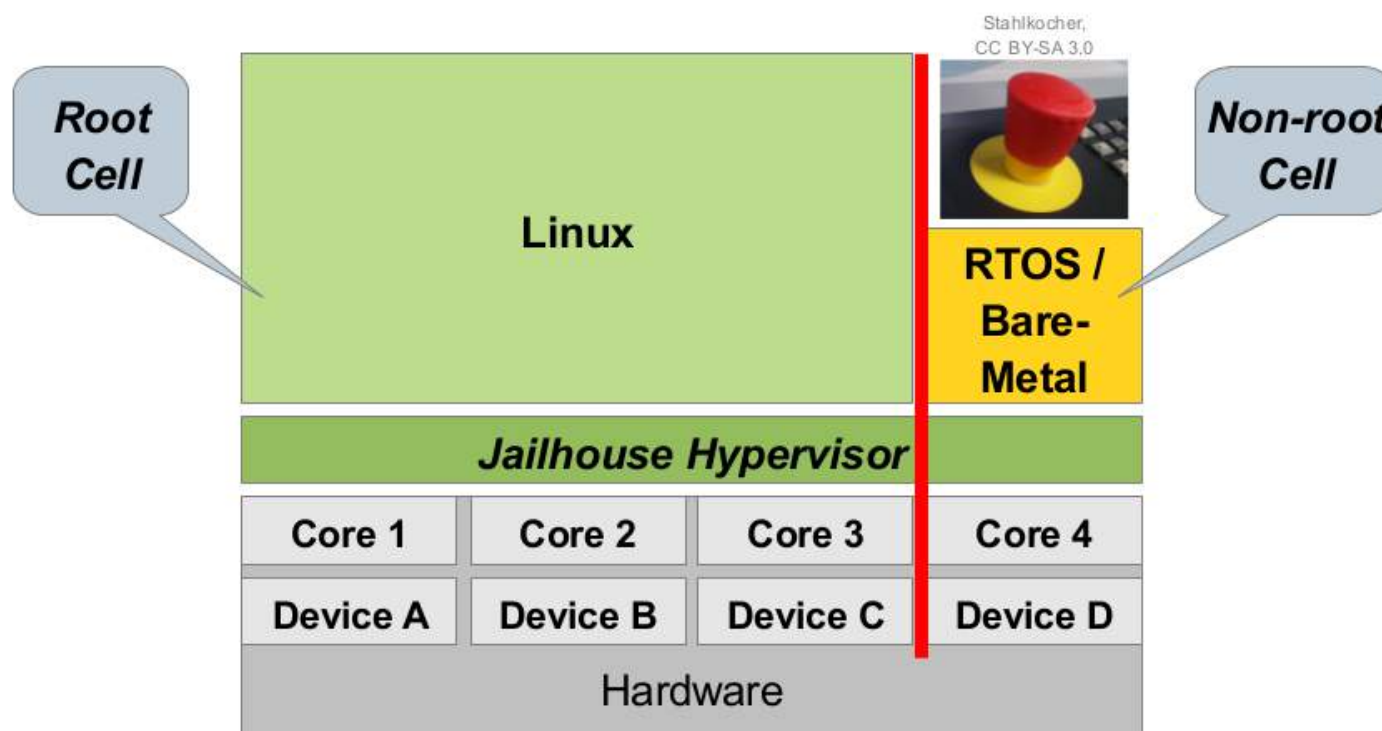 Stahlkocher,
CC BY-SA 3.0
Root
Cell
Non-root
Cell
Linux
RTOS /
Bare-
Metal
Jailhouse Hypervisor
Core 1
Core 2
Core 3
Core 4
Device A
Device B
Device C
Device D
Hardware